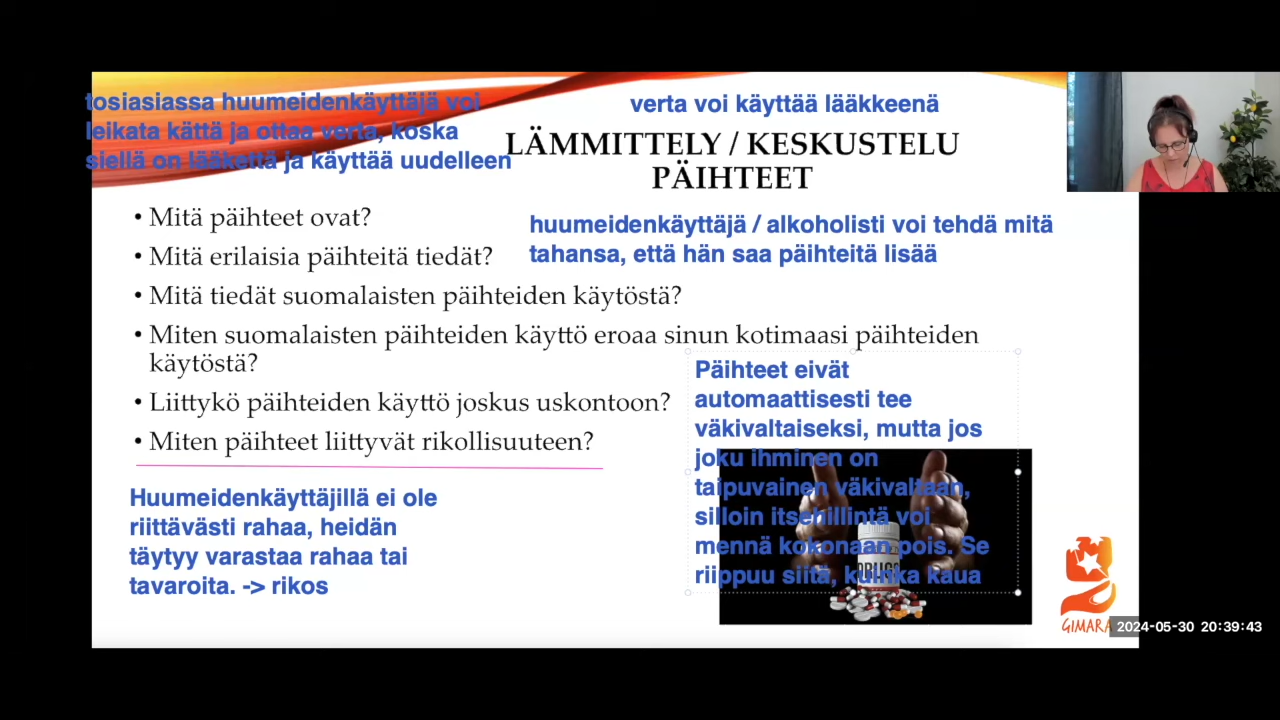 tosiasiassa huumeidenkäyttäjä voi
leikata kättä ja ottaa verta, koska
siellä on lääkettä ja käyttää uudelleen
verta voi käyttää lääkkeenä
LÄMMITTELY / KESKUSTELU
PÄIHTEET
• Mitä päihteet ovat?
huumeidenkäyttäjä / alkoholisti voi tehdä mitä
tahansa, että hän saa päihteitä lisää
• Mitä erilaisia päihteitä tiedät?
• Mitä tiedät suomalaisten päihteiden käytöstä?
• Miten suomalaisten päihteiden käyttö eroaa sinun kotimaasi päihteiden
käytöstä?
• Liittykö päihteiden käyttö joskus uskontoon?
• Miten päihteet liittyvät rikollisuuteen?
Päihteet eivät
automaattisesti tee
väkivaltaiseksi, mutta jos
joku ihminen on
taipuvainen väkivaltaan,
silloin itsehillintä voi
mennä kokonaan pois. Se
riippuu siitä, kuinka kaua
Huumeidenkäyttäjillä ei ole
riittävästi rahaa, heidän
täytyy varastaa rahaa tai
tavaroita. -> rikos
DRUGS
GIMARA
2024-05-30 20:39:43